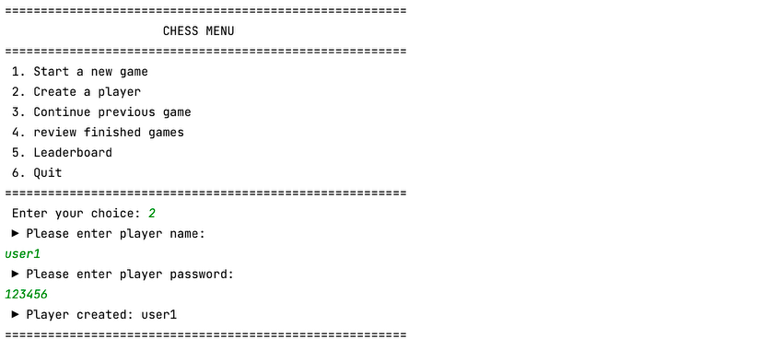 ========================================================
CHESS MENU
========================================================
1. Start a new game
2. Create a player
3. Continue previous game
4. review finished games
5. Leaderboard
6. Quit
========================================================
Enter your choice: 2
► Please enter player name:
user1
► Please enter player password:
123456
► Player created: user1
========================================================